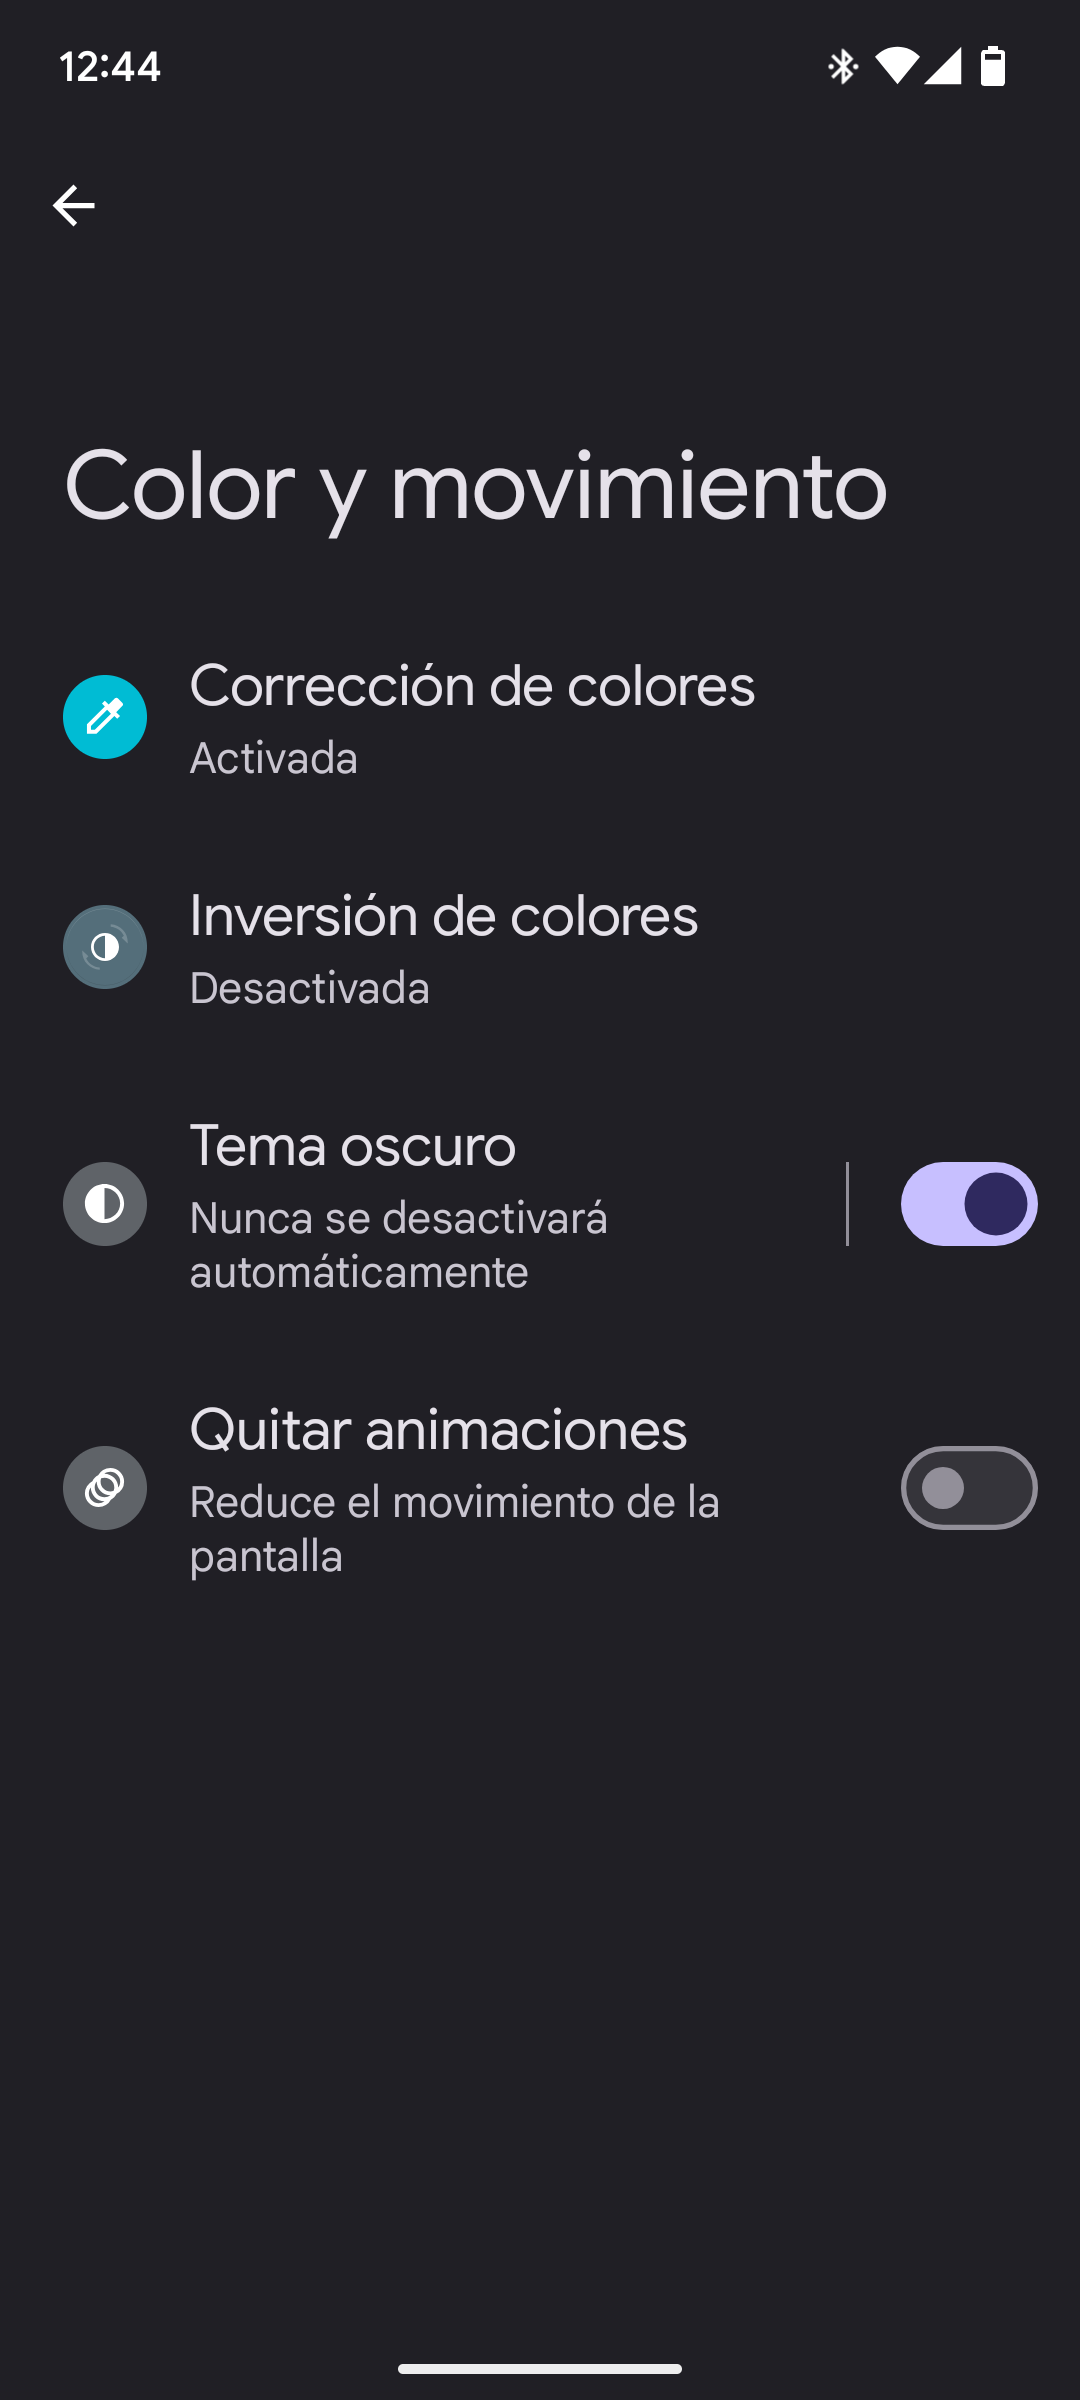 12:44
Color y movimiento
Corrección de colores
Activada
Inversión de colores
Desactivada
Tema oscuro
Nunca se desactivará
automáticamente
Quitar animaciones
Reduce el movimiento de la
pantalla